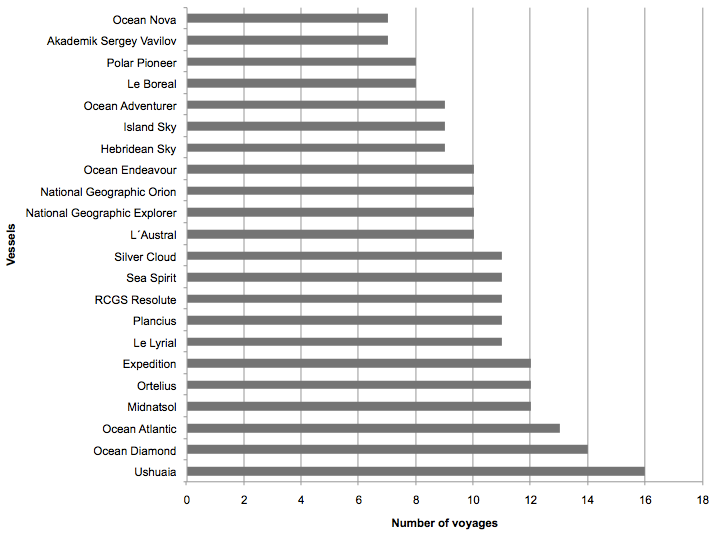 Ocean Nova
Akademik Sergey Vavilov
Polar Pioneer
Le Boreal
Ocean Adventurer
Island Sky
Hebridean Sky
Ocean Endeavour
National Geographic Orion
National Geographic Explorer
L´Austral
Silver Cloud
Sea Spirit
RCGS Resolute
Plancius
Le Lyrial
Expedition
Ortelius
Midnatsol
Ocean Atlantic
Ocean Diamond
Ushuaia
Vessels
0 2 4 6 8 10 12 14 16 18
Number of voyages